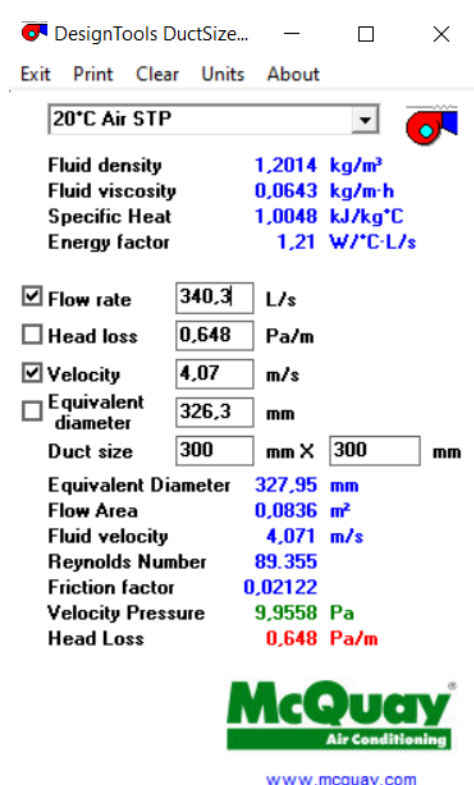 DesignTools DuctSize...
Exit Print Clear Units About
20°C Air STP
Fluid density 1,2014 kg/m³
Fluid viscosity 0,0643 kg/m·h
Specific Heat 1,0048 kJ/kg°C
Energy factor 1,21 W/°C·L/s
Flow rate 340,3 L/s
Head loss 0,648 Pa/m
Velocity 4,07 m/s
Equivalent diameter 326,3 mm
Duct size 300 mm X 300 mm
Equivalent Diameter 327,95 mm
Flow Area 0,0836 m²
Fluid velocity 4,071 m/s
Reynolds Number 89.355
Friction factor 0,02122
Velocity Pressure 9,9558 Pa
Head Loss 0,648 Pa/m
McQuay®
Air Conditioning
www.mcquay.com